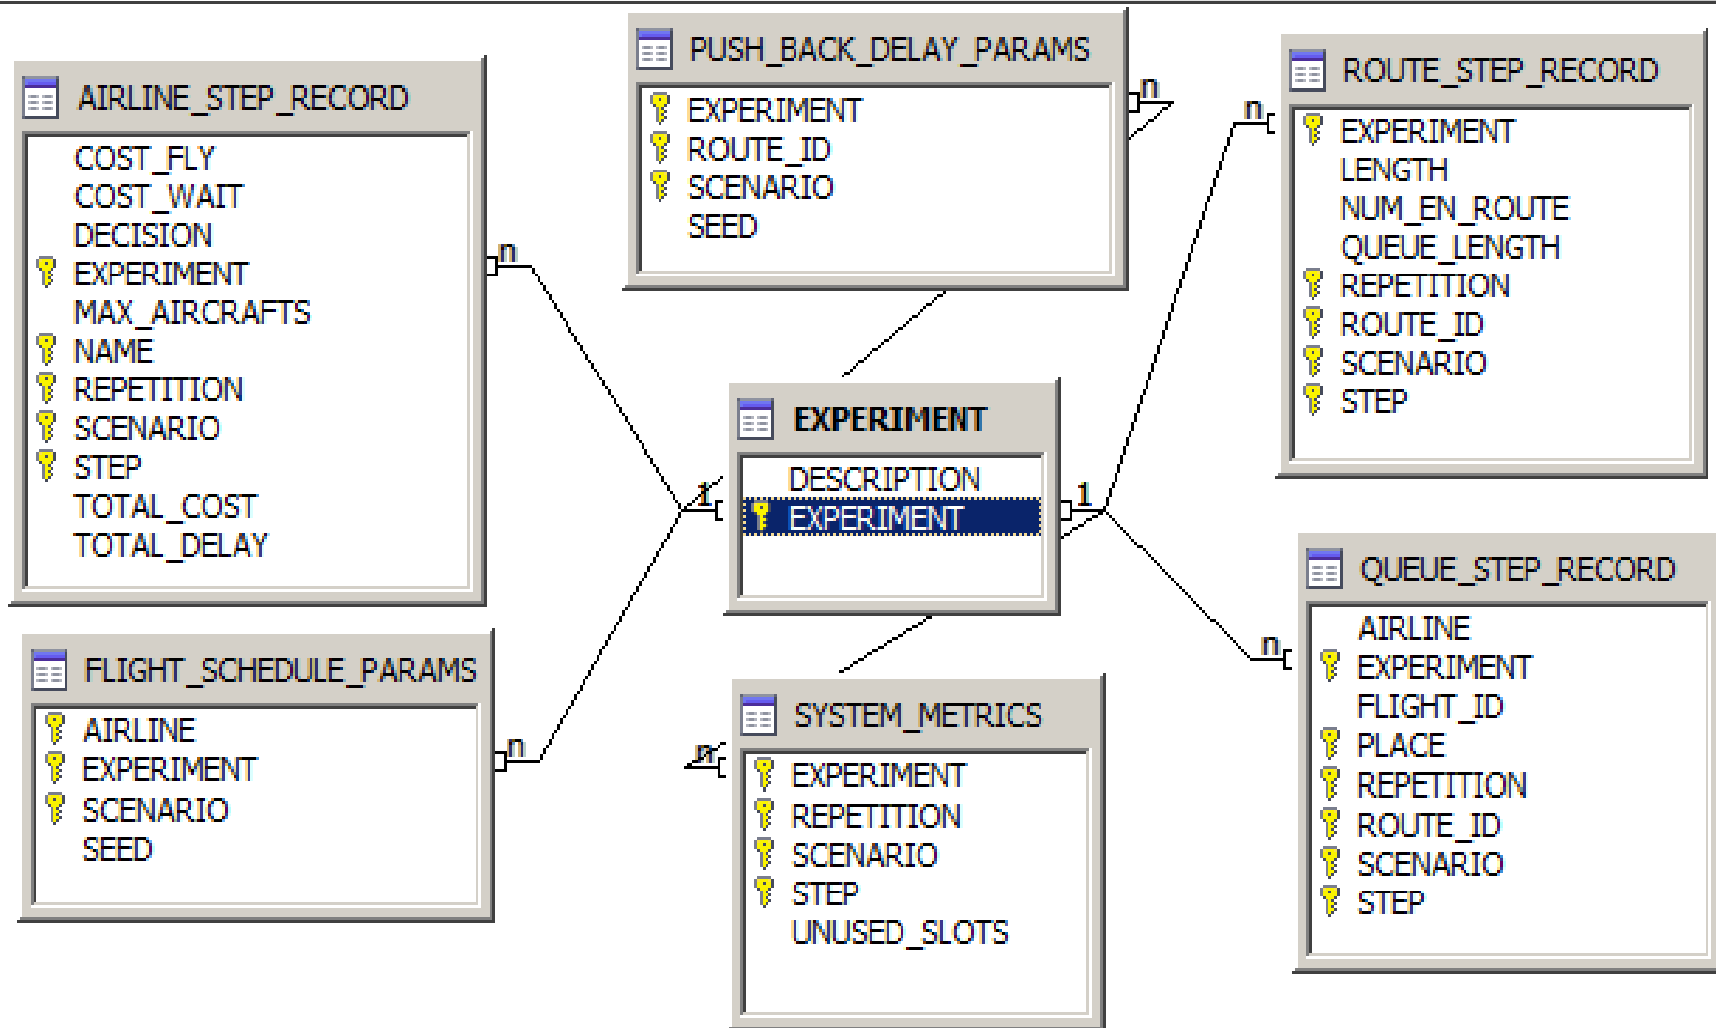 AIRLINE_STEP_RECORD
COST_FLY
COST_WAIT
DECISION
EXPERIMENT
MAX_AIRCRAFTS
NAME
REPETITION
SCENARIO
STEP
TOTAL_COST
TOTAL_DELAY
n
PUSH_BACK_DELAY_PARAMS
EXPERIMENT
ROUTE_ID
SCENARIO
SEED
n
ROUTE_STEP_RECORD
EXPERIMENT
LENGTH
NUM_EN_ROUTE
QUEUE_LENGTH
REPETITION
ROUTE_ID
SCENARIO
STEP
n
EXPERIMENT
DESCRIPTION
EXPERIMENT
1
1
FLIGHT_SCHEDULE_PARAMS
AIRLINE
EXPERIMENT
SCENARIO
SEED
n
SYSTEM_METRICS
EXPERIMENT
REPETITION
SCENARIO
STEP
UNUSED_SLOTS
n
QUEUE_STEP_RECORD
AIRLINE
EXPERIMENT
FLIGHT_ID
PLACE
REPETITION
ROUTE_ID
SCENARIO
STEP
n